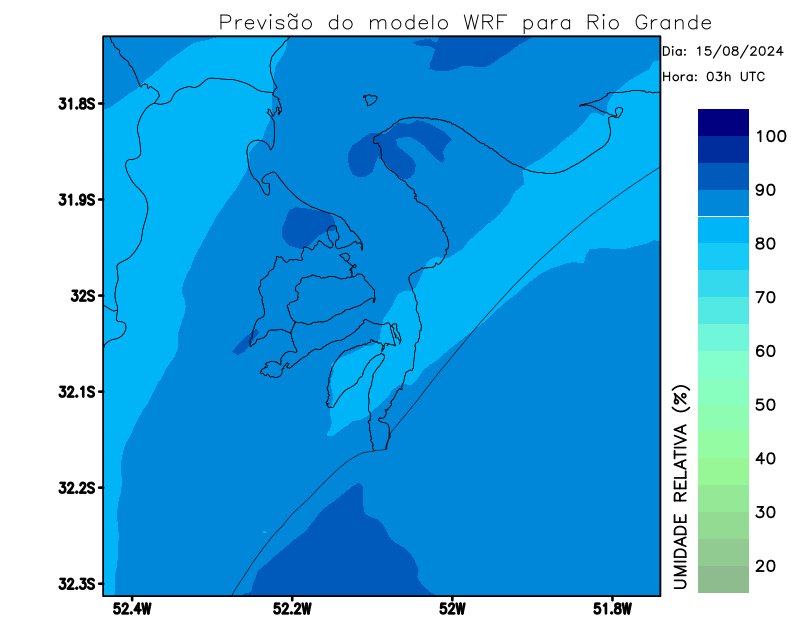 Previsão do modelo WRF para Rio Grande
Dia: 15/08/2024
Hora: 03h UTC
31.8S
31.9S
32S
32.1S
32.2S
32.3S
52.4W
52.2W
52W
51.8W
UMIDADE RELATIVA (%)
100
90
80
70
60
50
40
30
20